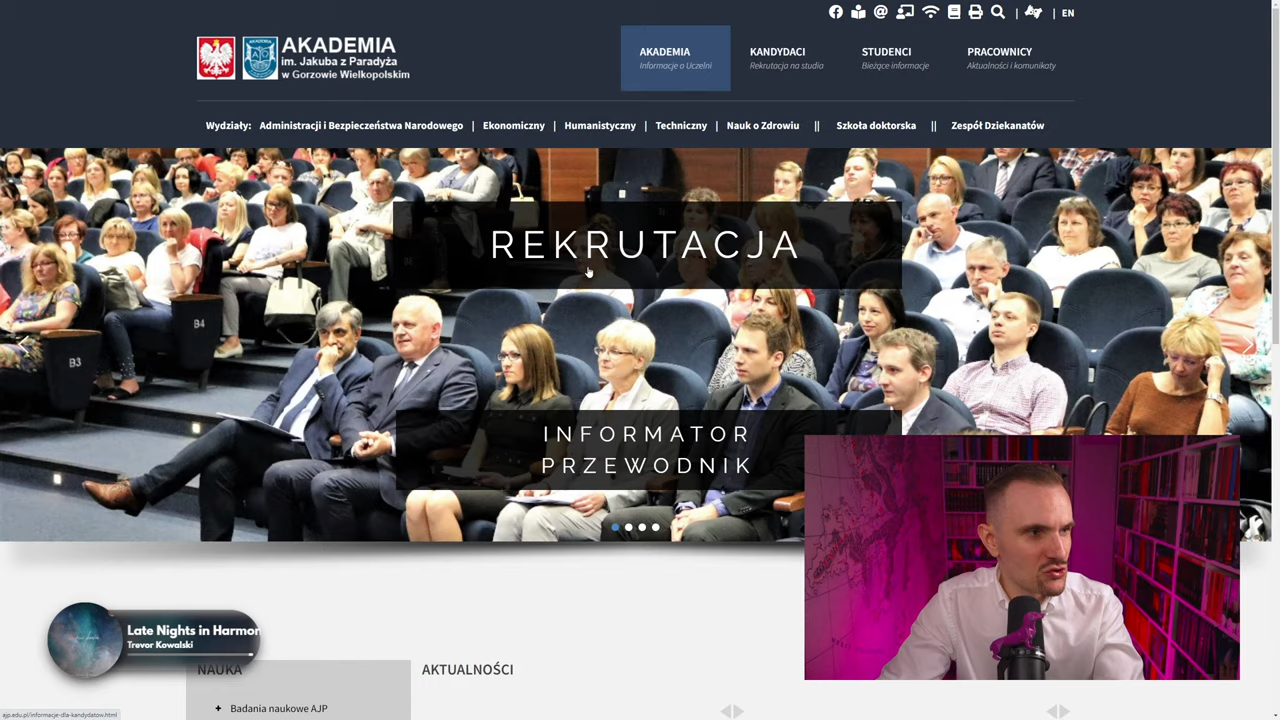 | | EN
AKADEMIA
im. Jakuba z Paradyża
w Gorzowie Wielkopolskim
AKADEMIA
Informacje o Uczelni
KANDYDACI
Rekrutacja na studia
STUDENCI
Bieżące informacje
PRACOWNICY
Aktualności i komunikaty
Wydziały: Administracji i Bezpieczeństwa Narodowego | Ekonomiczny | Humanistyczny | Techniczny | Nauk o Zdrowiu || Szkoła doktorska || Zespół Dziekanatów
REKRUTACJA
B4
B3
INFORMATOR
PRZEWODNIK
Late Nights in Harmon
Trevor Kowalski
NAUKA
AKTUALNOŚCI
Badania naukowe AJP
ajp.edu.pl/informacje-dla-kandydatow.html